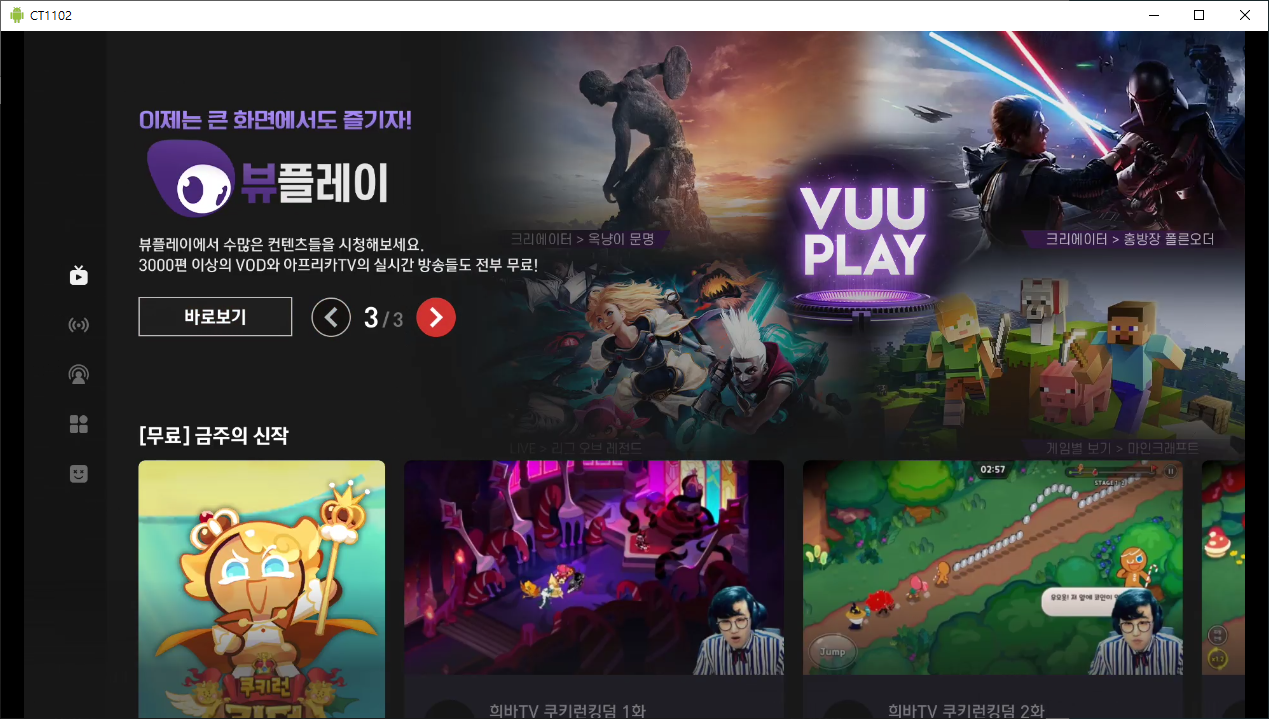 CT1102
이제는 큰 화면에서도 즐기자!
뷰플레이
뷰플레이에서 수많은 컨텐츠들을 시청해보세요.
3000편 이상의 VOD와 아프리카TV의 실시간 방송들도 전부 무료!
바로보기
3 / 3
크리에이터 > 옥냥이 문명
크리에이터 > 홍방장 폴른오더
VUU
PLAY
LIVE > 리그 오브 레전드
게임별 보기 > 마인크래프트
[무료] 금주의 신작
쿠키런
킹덤
02:57
STAGE 1-2
Jump
희바TV 쿠키런킹덤 1화
희바TV 쿠키런킹덤 2화